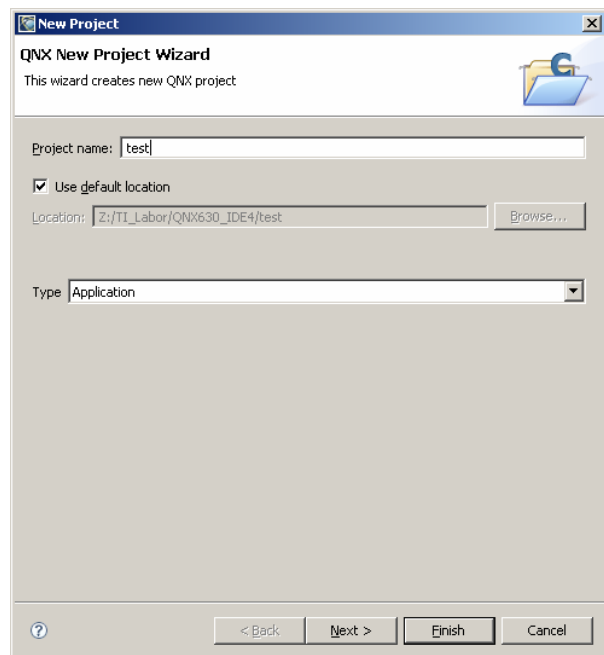 New Project
QNX New Project Wizard
This wizard creates new QNX project
Project name: test
Use default location
Location: Z:/TI_Labor/QNX630_IDE4/test Browse...
Type Application
< Back Next > Finish Cancel